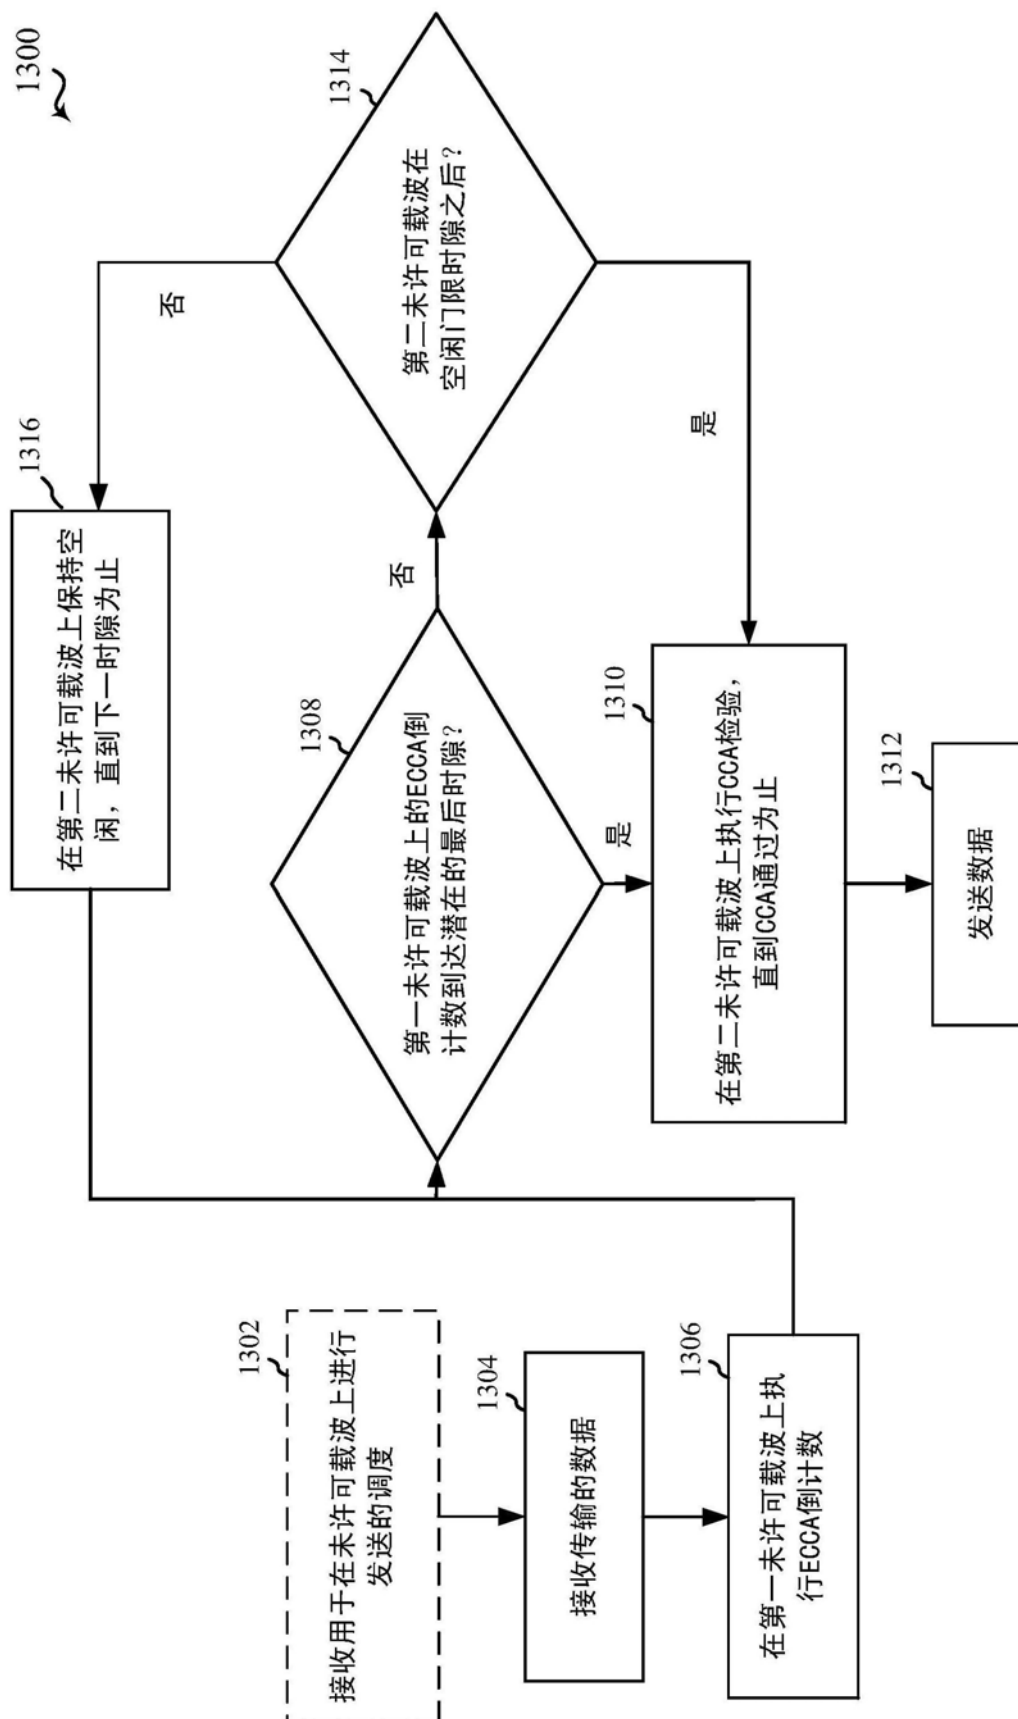 1300
1302
接收用于在未许可载波上进行
发送的调度
1304
接收传输的数据
1306
在第一未许可载波上执
行ECCA倒计数
1308
第一未许可载波上的ECCA倒
计数到达潜在的最后时隙？
是
否
1310
在第二未许可载波上执行CCA检验，
直到CCA通过为止
1312
发送数据
1314
第二未许可载波在
空闲门限时隙之后？
是
否
1316
在第二未许可载波上保持空
闲，直到下一时隙为止